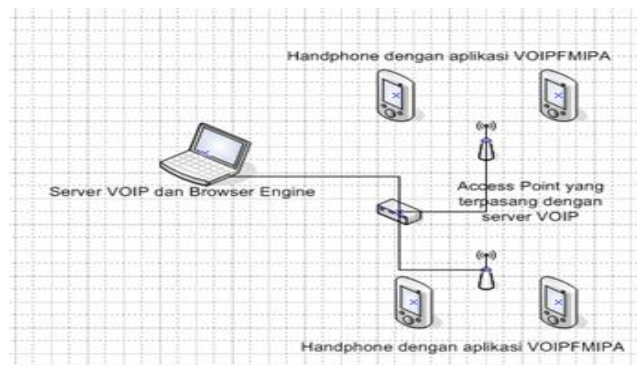 Handphone dengan aplikasi VOIPFMIPA
Server VOIP dan Browser Engine
Access Point yang
terpasang dengan
server VOIP
Handphone dengan aplikasi VOIPFMIPA